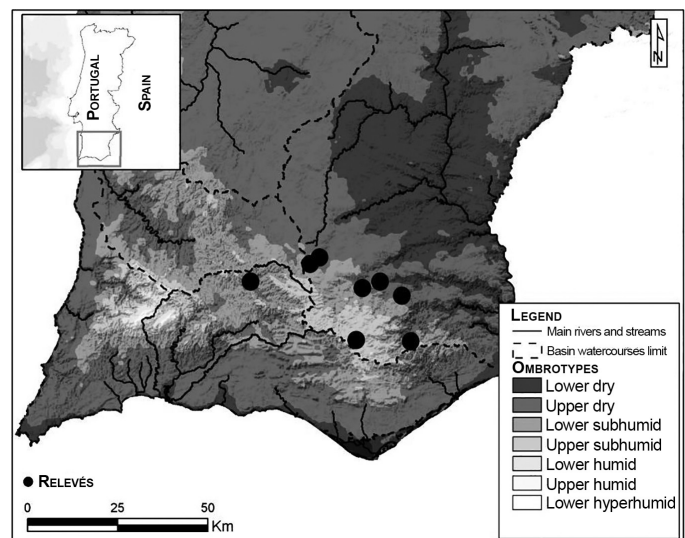 PORTUGAL
SPAIN
N
LEGEND
Main rivers and streams
Basin watercourses limit
OMBROTYPES
Lower dry
Upper dry
Lower subhumid
Upper subhumid
Lower humid
Upper humid
Lower hyperhumid
RELEVÉS
0 25 50
Km